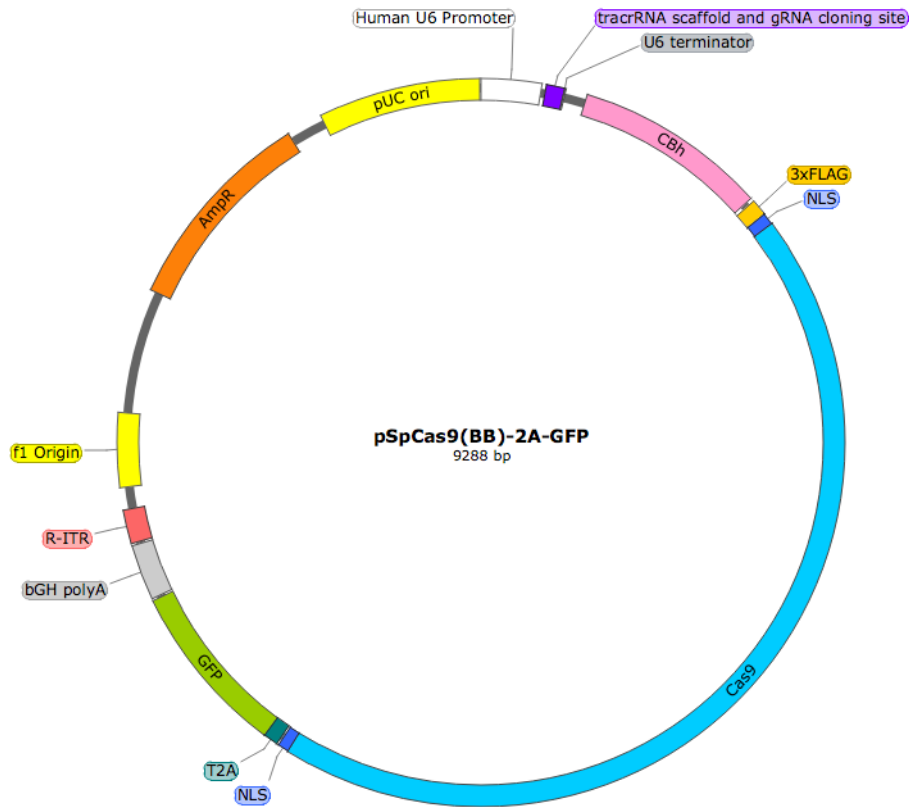 Human U6 Promoter
tracrRNA scaffold and gRNA cloning site
U6 terminator
pUC ori
CBh
3xFLAG
NLS
AmpR
pSpCas9(BB)-2A-GFP
9288 bp
f1 Origin
R-ITR
bGH polyA
GFP
Cas9
T2A
NLS